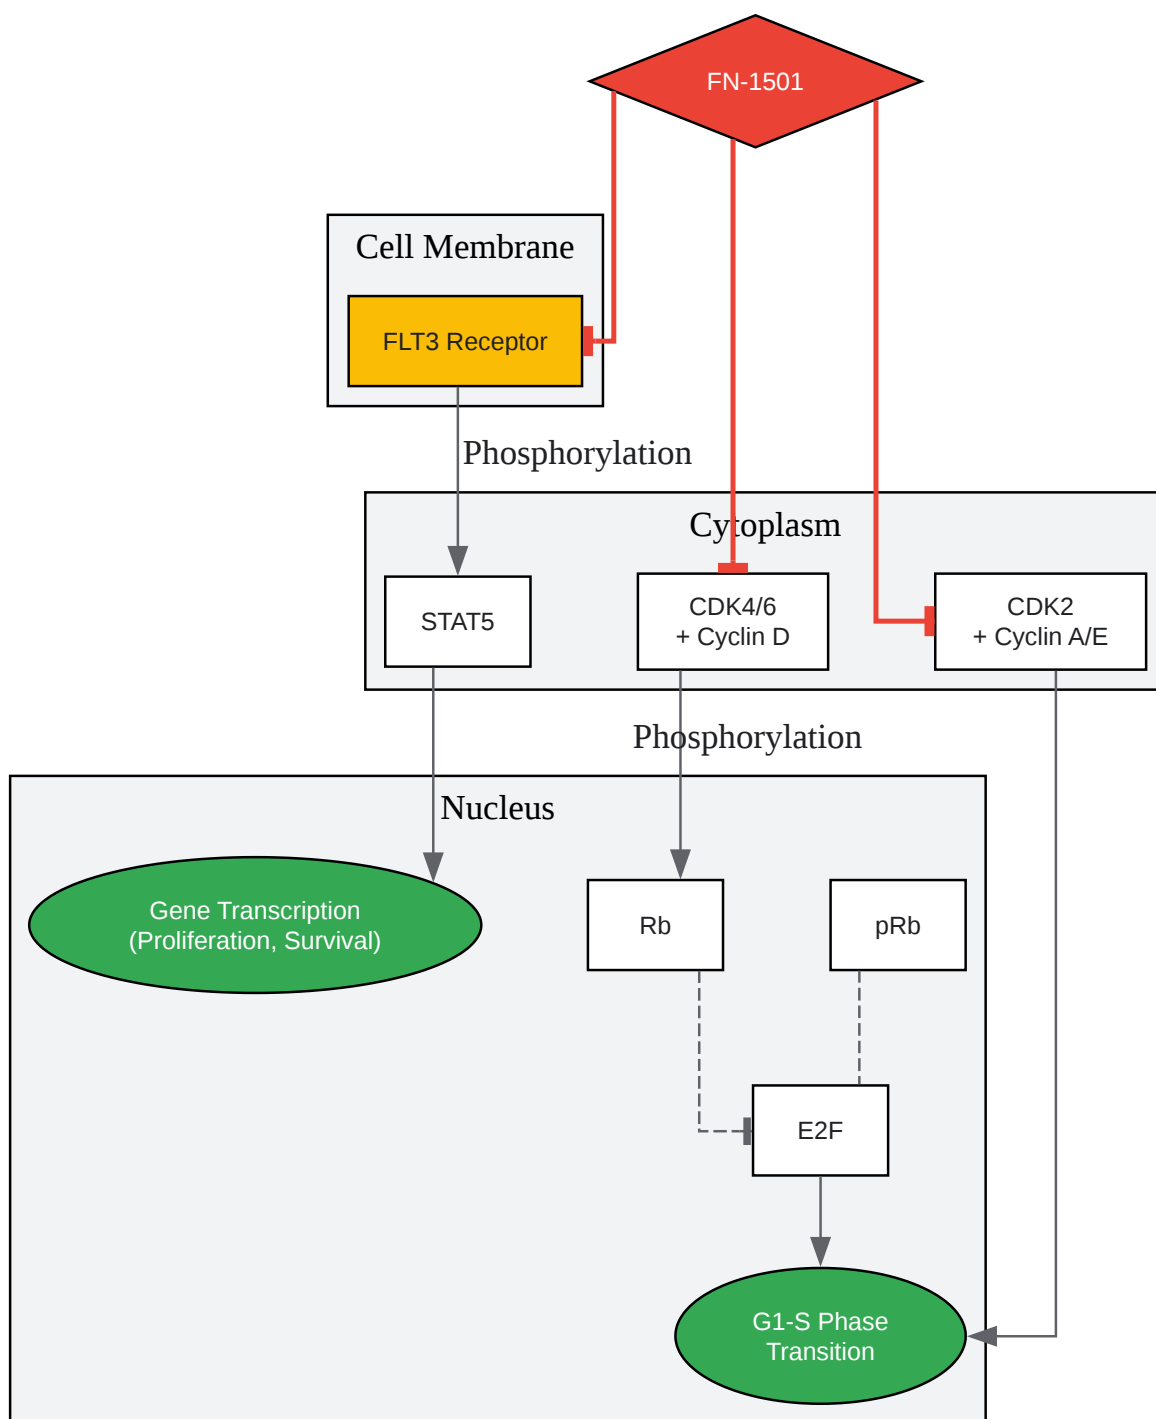 FN-1501
Cell Membrane
FLT3 Receptor
Phosphorylation
Cytoplasm
STAT5
CDK4/6
+ Cyclin D
CDK2
+ Cyclin A/E
Phosphorylation
Nucleus
Gene Transcription
(Proliferation, Survival)
Rb
pRb
E2F
G1-S Phase
Transition